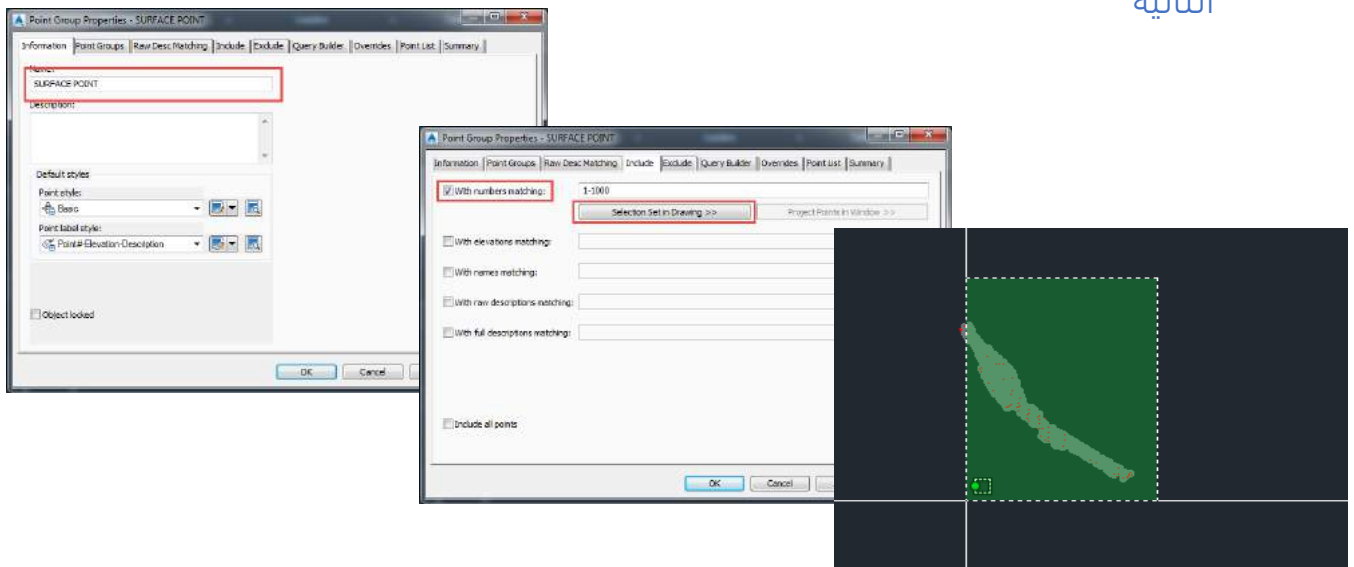 التالية
Point Group Properties - SURFACE POINT
Information Point Groups Raw Desc Matching Include Exclude Query Builder Overrides Point List Summary
Name:
SURFACE POINT
Description:
Default styles
Point style:
Basic
Point label style:
Point#-Elevation-Description
Object locked
OK Cancel
Point Group Properties - SURFACE POINT
Information Point Groups Raw Desc Matching Include Exclude Query Builder Overrides Point List Summary
With numbers matching: 1-1000
Selection Set in Drawing >> Project Points in Window >>
With elevations matching:
With names matching:
With raw descriptions matching:
With full descriptions matching:
Include all points
OK Cancel